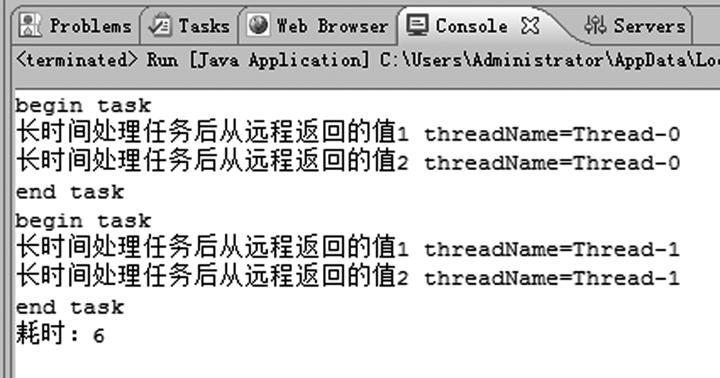 Problems Tasks Web Browser Console Servers
<terminated> Run [Java Application] C:\Users\Administrator\AppData\Lo
begin task
长时间处理任务后从远程返回的值1 threadName=Thread-0
长时间处理任务后从远程返回的值2 threadName=Thread-0
end task
begin task
长时间处理任务后从远程返回的值1 threadName=Thread-1
长时间处理任务后从远程返回的值2 threadName=Thread-1
end task
耗时：6